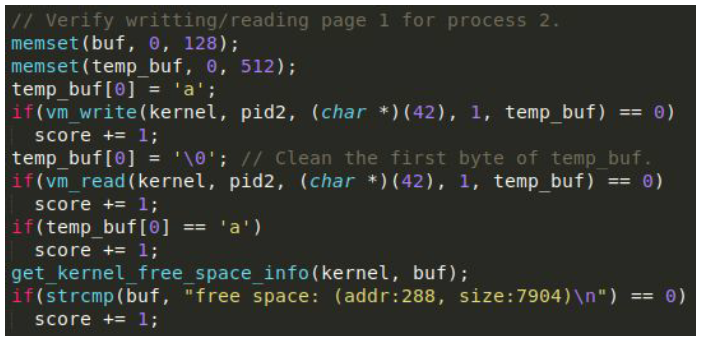 // Verify writting/reading page 1 for process 2.
memset(buf, 0, 128);
memset(temp_buf, 0, 512);
temp_buf[0] = 'a';
if(vm_write(kernel, pid2, (char *)(42), 1, temp_buf) == 0)
  score += 1;
temp_buf[0] = '\0'; // Clean the first byte of temp_buf.
if(vm_read(kernel, pid2, (char *)(42), 1, temp_buf) == 0)
  score += 1;
if(temp_buf[0] == 'a')
  score += 1;
get_kernel_free_space_info(kernel, buf);
if(strcmp(buf, "free space: (addr:288, size:7904)\n") == 0)
  score += 1;